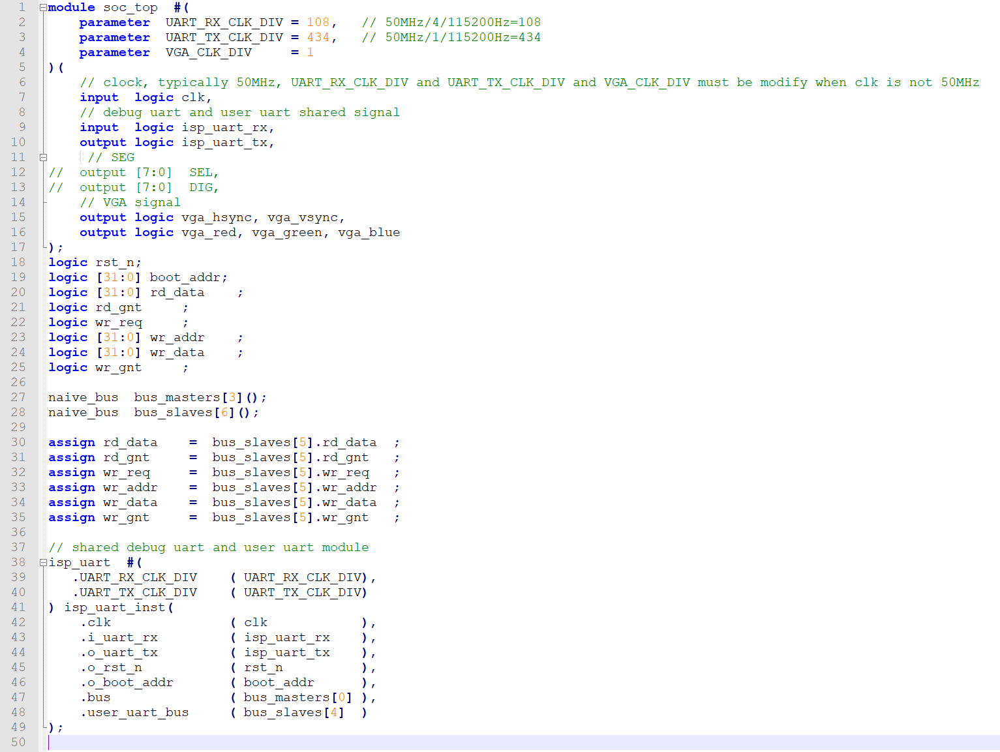 1 module soc_top  #(
2     parameter  UART_RX_CLK_DIV = 108,   // 50MHz/4/115200Hz=108
3     parameter  UART_TX_CLK_DIV = 434,   // 50MHz/1/115200Hz=434
4     parameter  VGA_CLK_DIV     = 1
5 )(
6     // clock, typically 50MHz, UART_RX_CLK_DIV and UART_TX_CLK_DIV and VGA_CLK_DIV must be modify when clk is not 50MHz
7     input  logic clk,
8     // debug uart and user uart shared signal
9     input  logic isp_uart_rx,
10     output logic isp_uart_tx,
11      // SEG
12 //  output [7:0]  SEL,
13 //  output [7:0]  DIG,
14     // VGA signal
15     output logic vga_hsync, vga_vsync,
16     output logic vga_red, vga_green, vga_blue
17 );
18 logic rst_n;
19 logic [31:0] boot_addr;
20 logic [31:0] rd_data    ;
21 logic rd_gnt     ;
22 logic wr_req     ;
23 logic [31:0] wr_addr    ;
24 logic [31:0] wr_data    ;
25 logic wr_gnt     ;
26
27 naive_bus  bus_masters[3]();
28 naive_bus  bus_slaves[6]();
29
30 assign rd_data    =  bus_slaves[5].rd_data  ;
31 assign rd_gnt     =  bus_slaves[5].rd_gnt   ;
32 assign wr_req     =  bus_slaves[5].wr_req   ;
33 assign wr_addr    =  bus_slaves[5].wr_addr  ;
34 assign wr_data    =  bus_slaves[5].wr_data  ;
35 assign wr_gnt     =  bus_slaves[5].wr_gnt   ;
36
37 // shared debug uart and user uart module
38 isp_uart  #(
39    .UART_RX_CLK_DIV    ( UART_RX_CLK_DIV),
40    .UART_TX_CLK_DIV    ( UART_TX_CLK_DIV)
41 ) isp_uart_inst(
42     .clk               ( clk            ),
43     .i_uart_rx         ( isp_uart_rx    ),
44     .o_uart_tx         ( isp_uart_tx    ),
45     .o_rst_n           ( rst_n          ),
46     .o_boot_addr       ( boot_addr      ),
47     .bus               ( bus_masters[0] ),
48     .user_uart_bus     ( bus_slaves[4]  )
49 );
50